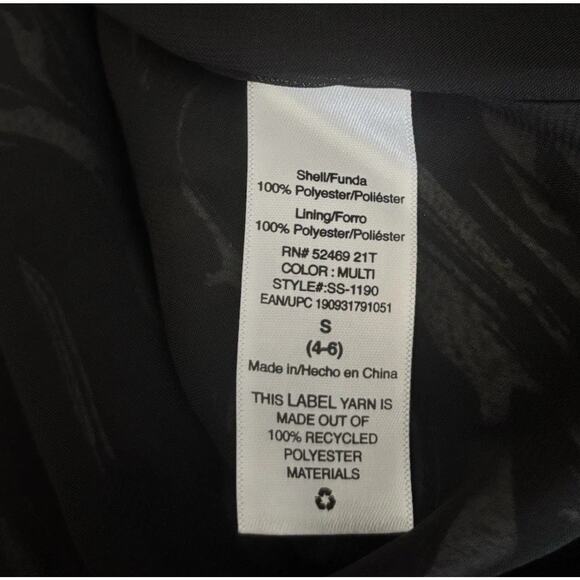 Shell/Funda
100% Polyester/Poliéster
Lining/Forro
100% Polyester/Poliéster
RN# 52469 21T
COLOR : MULTI
STYLE#:SS-1190
EAN/UPC 190931791051
S
(4-6)
Made in/Hecho en China
THIS LABEL YARN IS
MADE OUT OF
100% RECYCLED
POLYESTER
MATERIALS